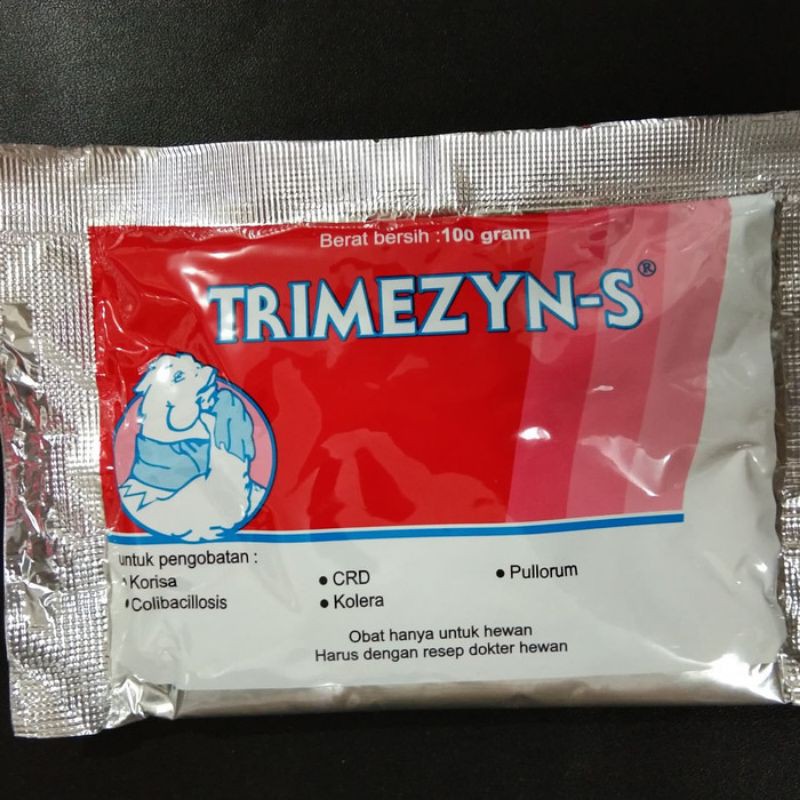 Berat bersih :100 gram
TRIMEZYN-S®
untuk pengobatan :
Korisa
• CRD
• Pullorum
•Colibacillosis
• Kolera
Obat hanya untuk hewan
Harus dengan resep dokter hewan